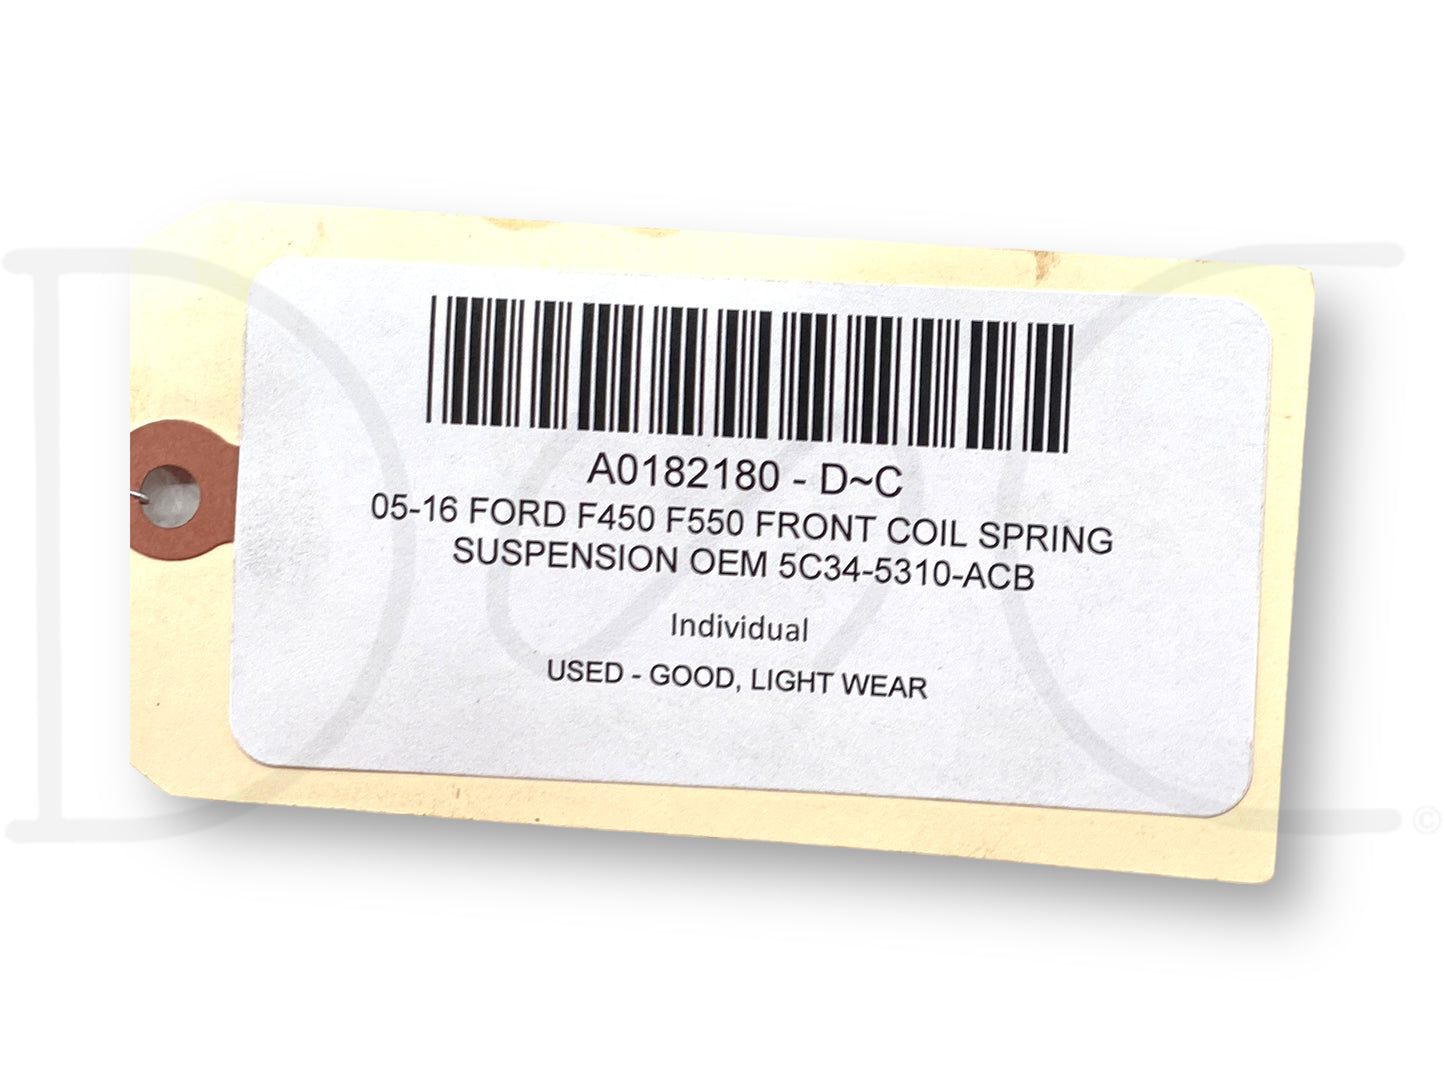 A0182180 - D~C
05-16 FORD F450 F550 FRONT COIL SPRING
SUSPENSION OEM 5C34-5310-ACB
Individual
USED - GOOD, LIGHT WEAR
D~C ©